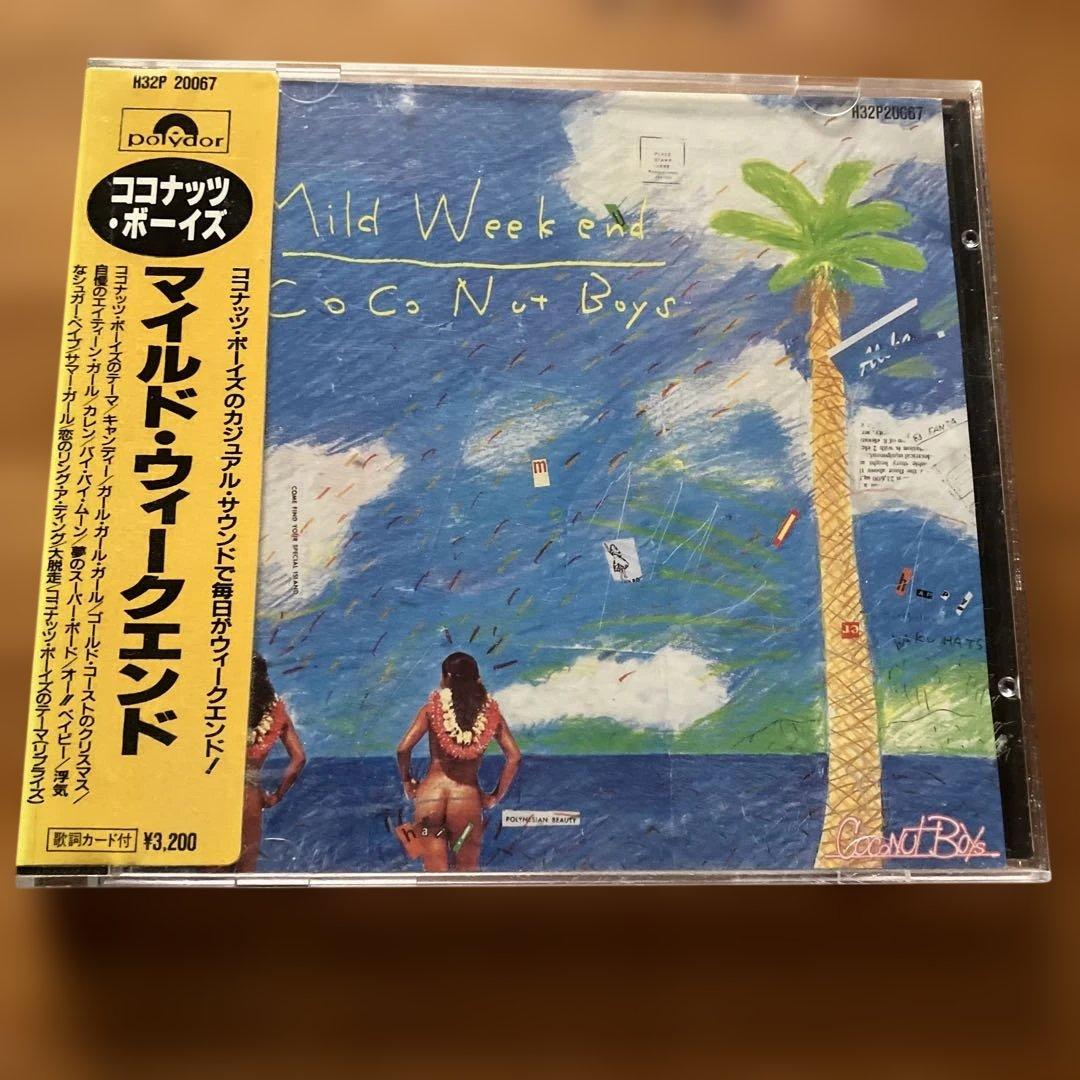 H32P 20067
polydor
ココナッツ
・ボーイズ
ココナッツ・ボーイズのカジュアル・サウンドで毎日がウィークエンド!
マイルド・ウィークエンド
ココナッツ・ボーイズのテーマ/キャンディー/ガール・ガール・ガール/ゴールド・コーストのクリスマス/
自慢のエイティーン・ガール/カレン/バイ・バイ・ムーン/夢のスーパー・ボード/オー!!ベイビー/浮気
なシュガーベイブ/サマー・ガール/恋のリング・ア・ディング/大脱走/ココナッツ・ボーイズのテーマ(リプライズ)
歌詞カード付 ¥3,200
H32P20067
PLACE
STAMP
HERE
Mild Weekend
CoCo Nut Boys
COME FIND YOUR SPECIAL ISLAND
m
POLYNESIAN BEAUTY
COCONUT BOYS